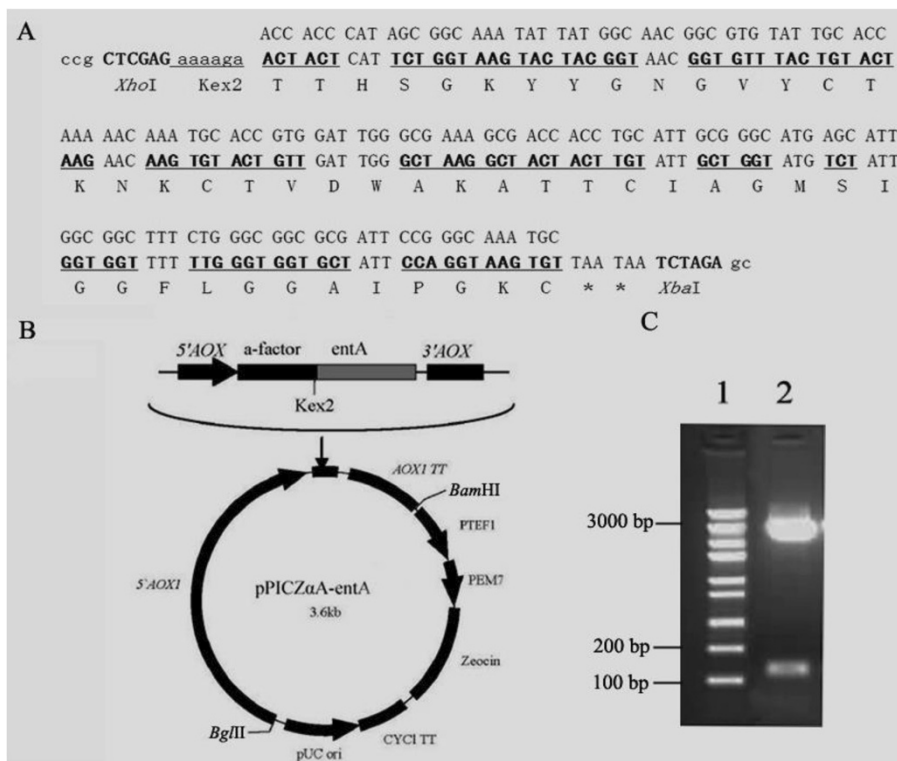 A
ACC ACC CAT AGC GGC AAA TAT TAT GGC AAC GGC GTG TAT TGC ACC
ccg CTCGAG aaaaga ACT ACT CAT TCT GGT AAG TAC TAC GGT AAC GGT GTT TAC TGT ACT
XhoI Kex2 T T H S G K Y Y G N G V Y C T
AAA AAC AAA TGC ACC GTG GAT TGG GCG AAA GCG ACC ACC TGC ATT GCG GGC ATG AGC ATT
AAG AAC AAG TGT ACT GTT GAT TGG GCT AAG GCT ACT ACT TGT ATT GCT GGT ATG TCT ATT
K N K C T V D W A K A T T C I A G M S I
GGC GGC TTT CTG GGC GGC GCG ATT CCG GGC AAA TGC
GGT GGT TTT TTG GGT GGT GCT ATT CCA GGT AAG TGT TAA TAA TCTAGA gc
G G F L G G A I P G K C * * XbaI
B
5'AOX a-factor entA 3'AOX
Kex2
AOX1 TT
BamHI
PTEF1
PEM7
5`AOX1
pPICZαA-entA
3.6kb
Zeocin
BglII
pUC ori
CYC1 TT
C
1 2
3000 bp
200 bp
100 bp